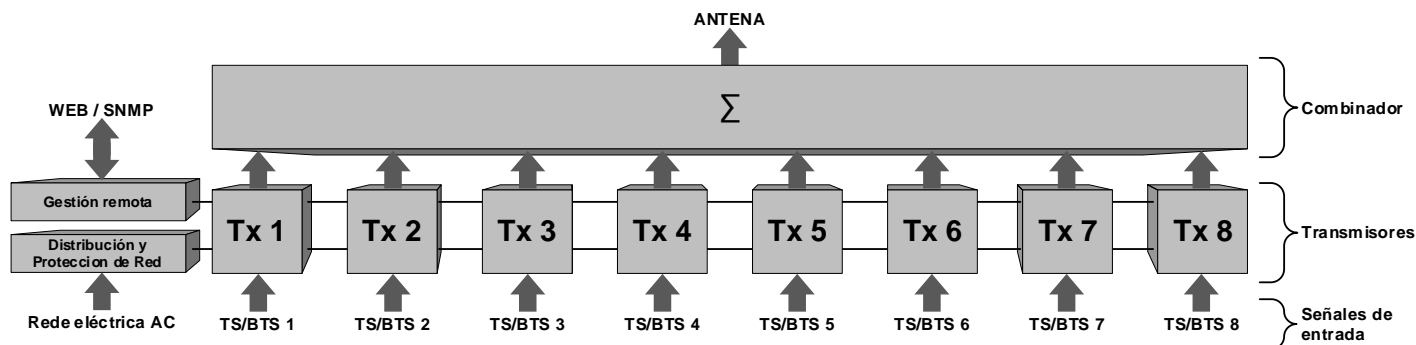 ANTENA
Σ
Combinador
WEB / SNMP
Gestión remota
Distribución y
Proteccion de Red
Tx 1
Tx 2
Tx 3
Tx 4
Tx 5
Tx 6
Tx 7
Tx 8
Transmisores
Rede eléctrica AC
TS/BTS 1
TS/BTS 2
TS/BTS 3
TS/BTS 4
TS/BTS 5
TS/BTS 6
TS/BTS 7
TS/BTS 8
Señales de
entrada